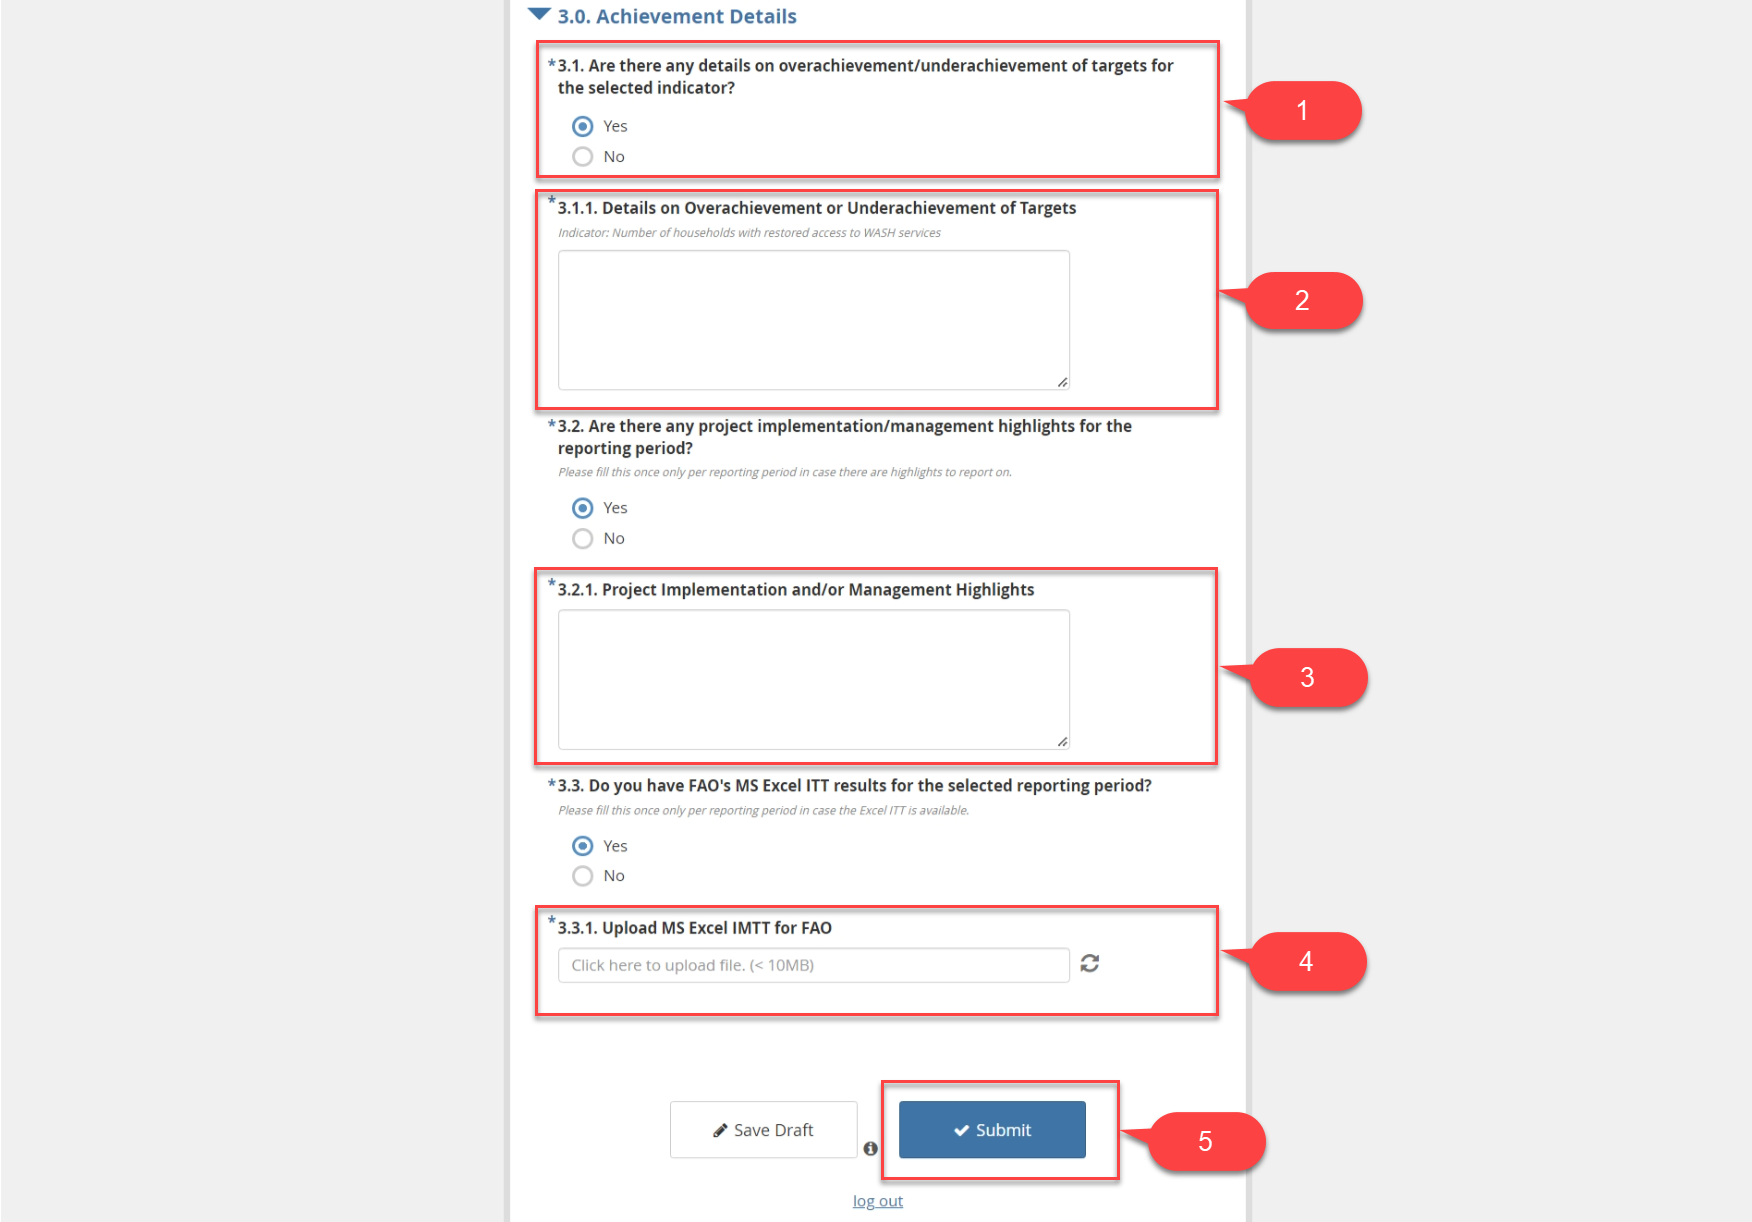 3.0. Achievement Details
*3.1. Are there any details on overachievement/underachievement of targets for
the selected indicator?
1
Yes
No
*3.1.1. Details on Overachievement or Underachievement of Targets
Indicator: Number of households with restored access to WASH services
2
*3.2. Are there any project implementation/management highlights for the
reporting period?
Please fill this once only per reporting period in case there are highlights to report on.
Yes
No
*3.2.1. Project Implementation and/or Management Highlights
3
*3.3. Do you have FAO's MS Excel ITT results for the selected reporting period?
Please fill this once only per reporting period in case the Excel ITT is available.
Yes
No
*3.3.1. Upload MS Excel IMTT for FAO
Click here to upload file. (< 10MB)
4
Save Draft
Submit
5
log out